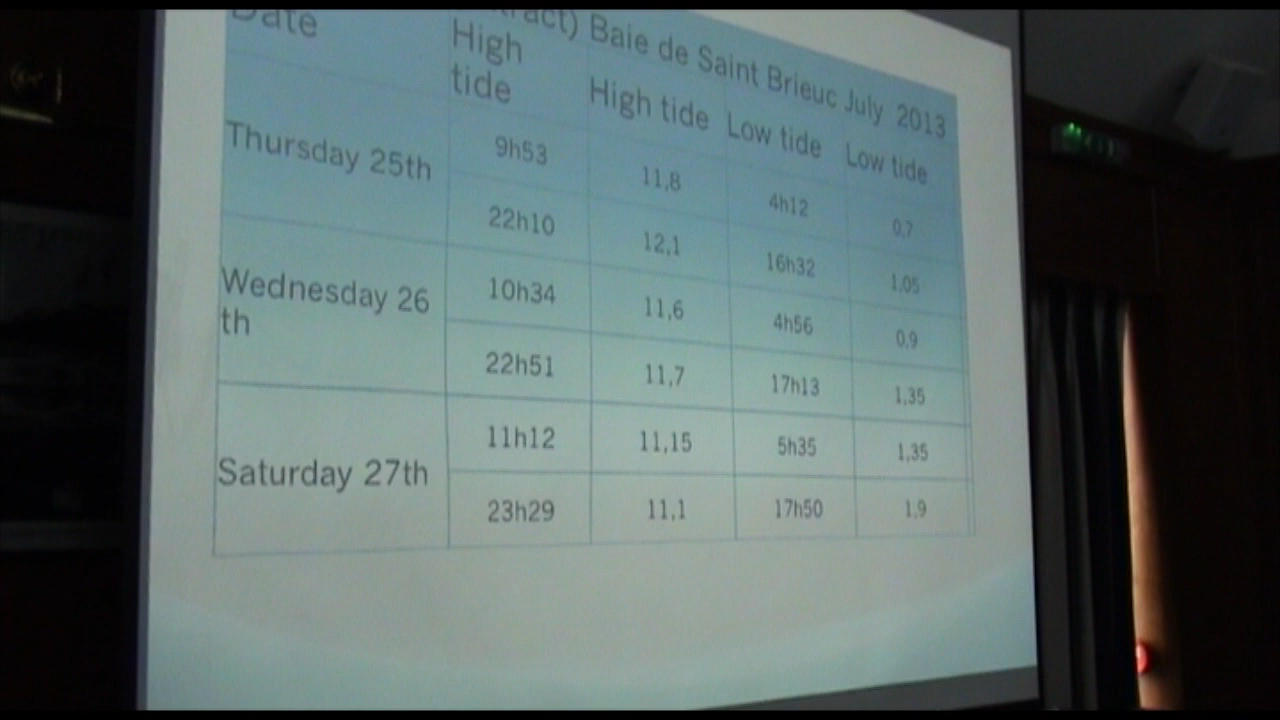 Baie de Saint Brieuc July 2013
Date High tide High tide Low tide Low tide
Thursday 25th 9h53 11,8 4h12 0,7
22h10 12,1 16h32 1,05
Wednesday 26 th 10h34 11,6 4h56 0,9
22h51 11,7 17h13 1,35
Saturday 27th 11h12 11,15 5h35 1,35
23h29 11,1 17h50 1,9